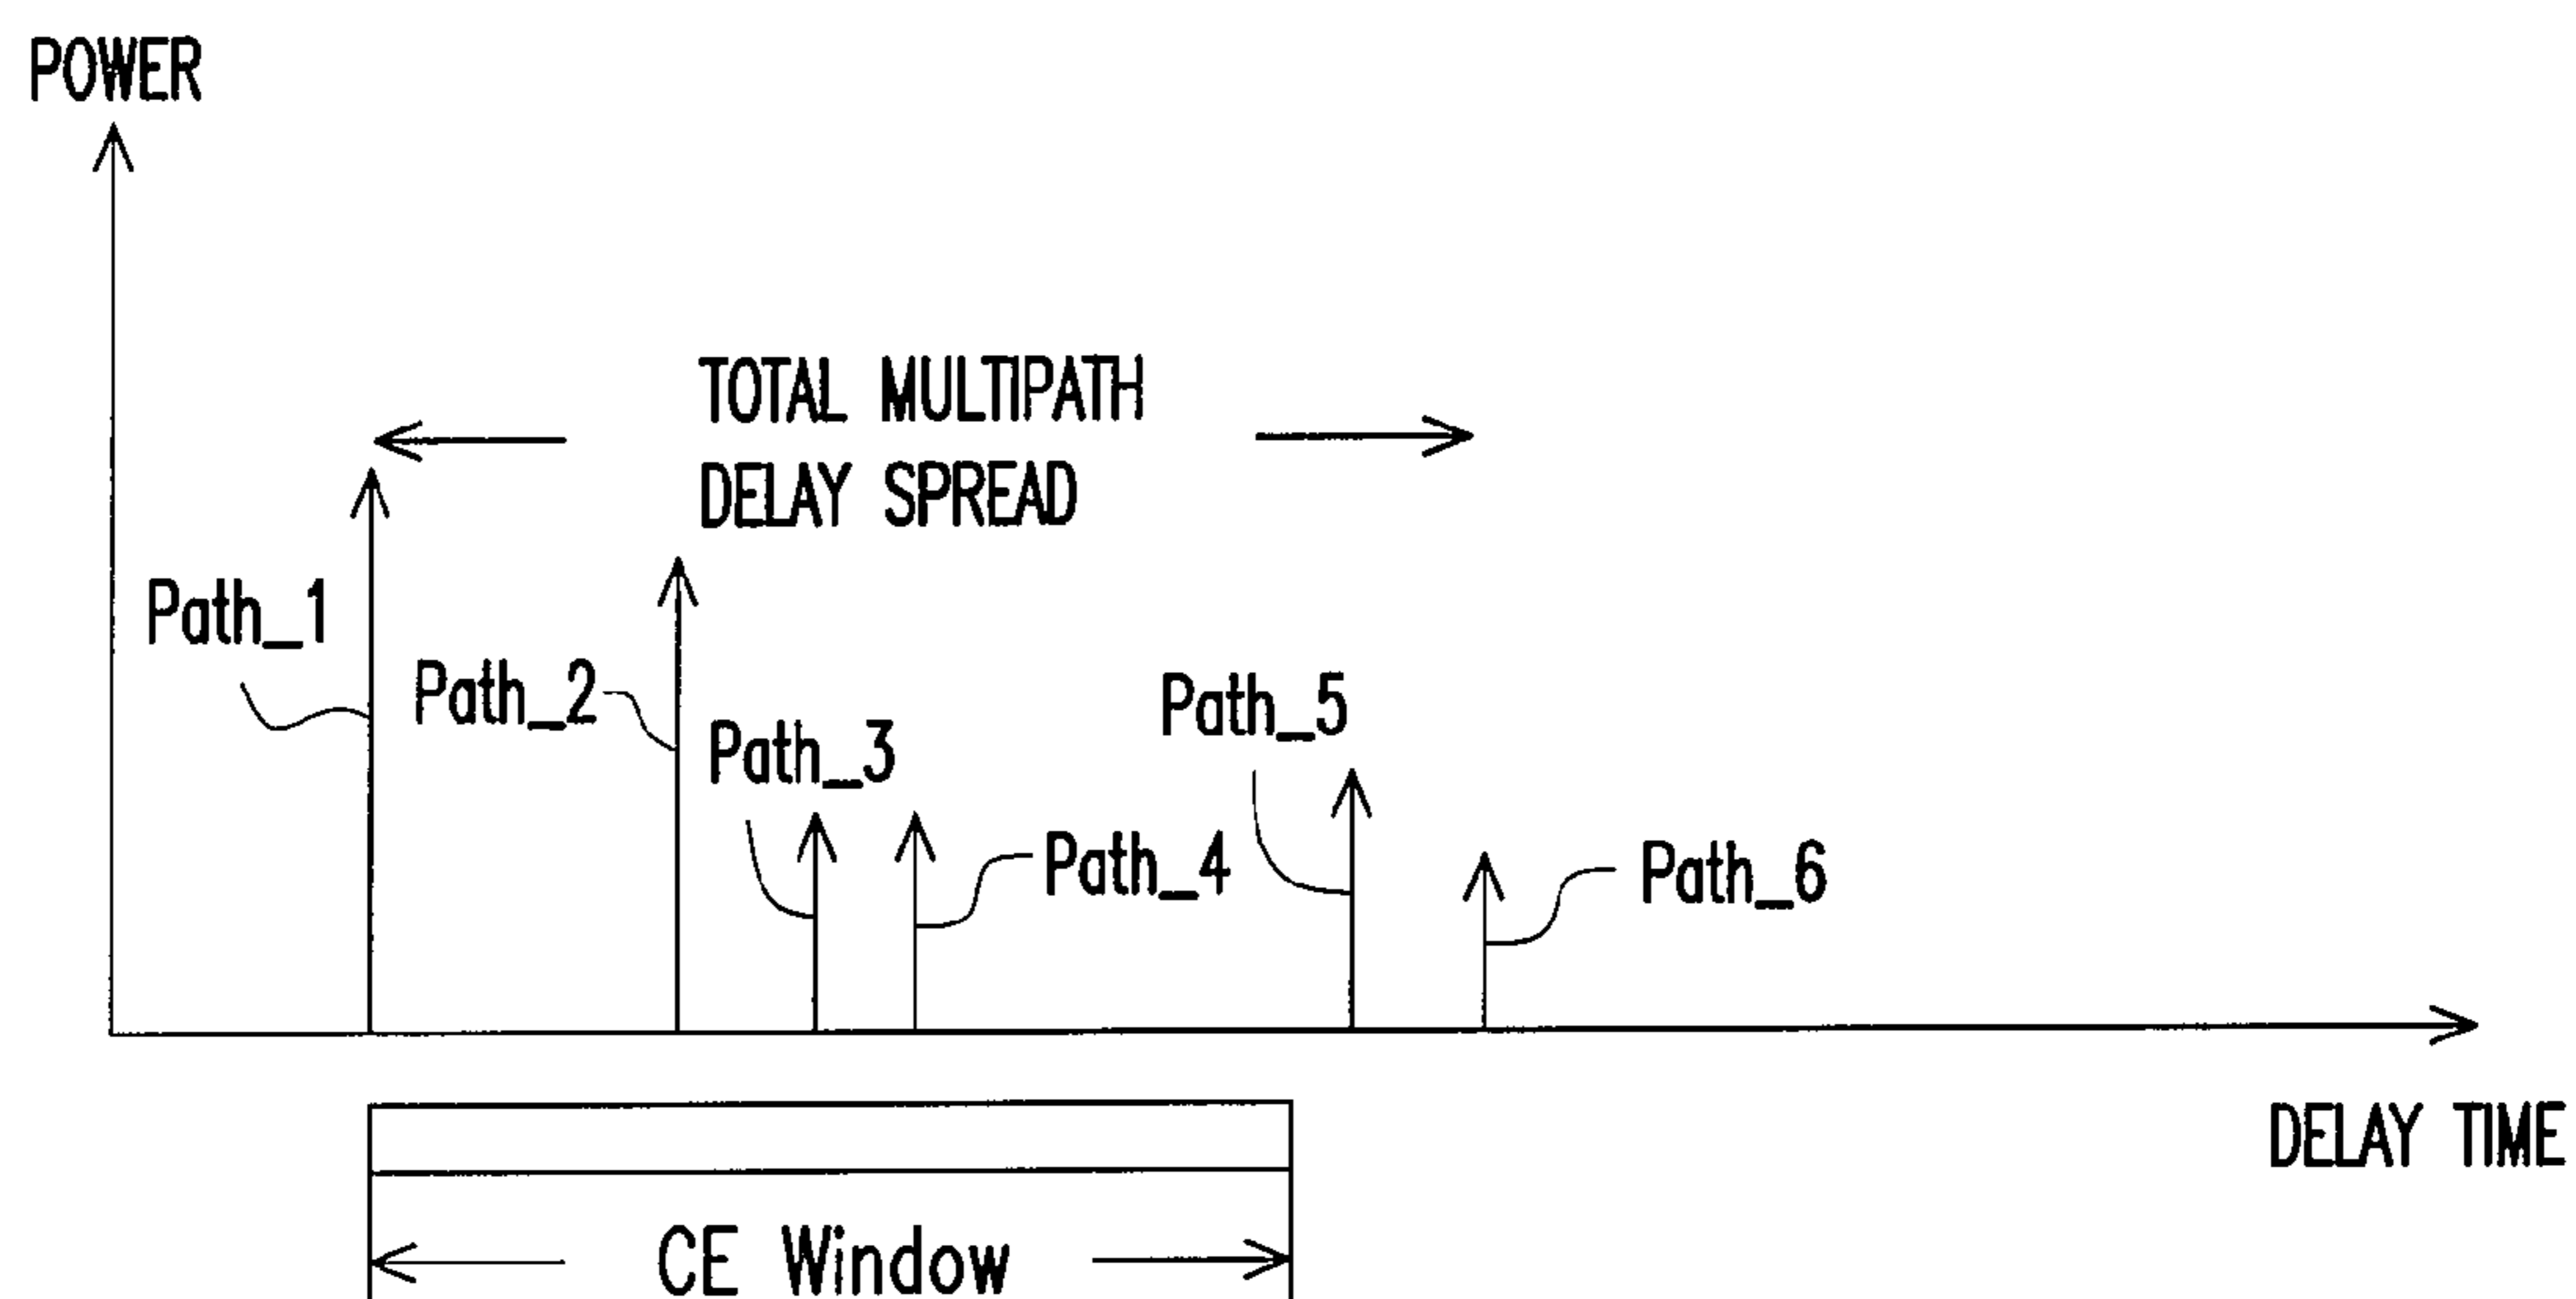 POWER
TOTAL MULTIPATH
DELAY SPREAD
Path_1
Path_2
Path_3
Path_4
Path_5
Path_6
DELAY TIME
CE Window